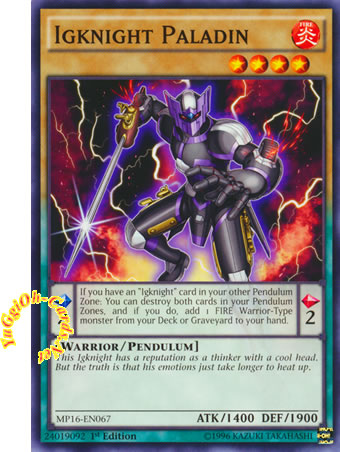 IGKNIGHT PALADIN
FIRE
炎
If you have an "Igknight" card in your other Pendulum
Zone: You can destroy both cards in your Pendulum
Zones, and if you do, add 1 FIRE Warrior-Type
monster from your Deck or Graveyard to your hand.
2
[WARRIOR/PENDULUM]
This Igknight has a reputation as a thinker with a cool head.
But the truth is that his emotions just take longer to heat up.
MP16-EN067
ATK/1400 DEF/1900
24019092 1st Edition
©1996 KAZUKI TAKAHASHI